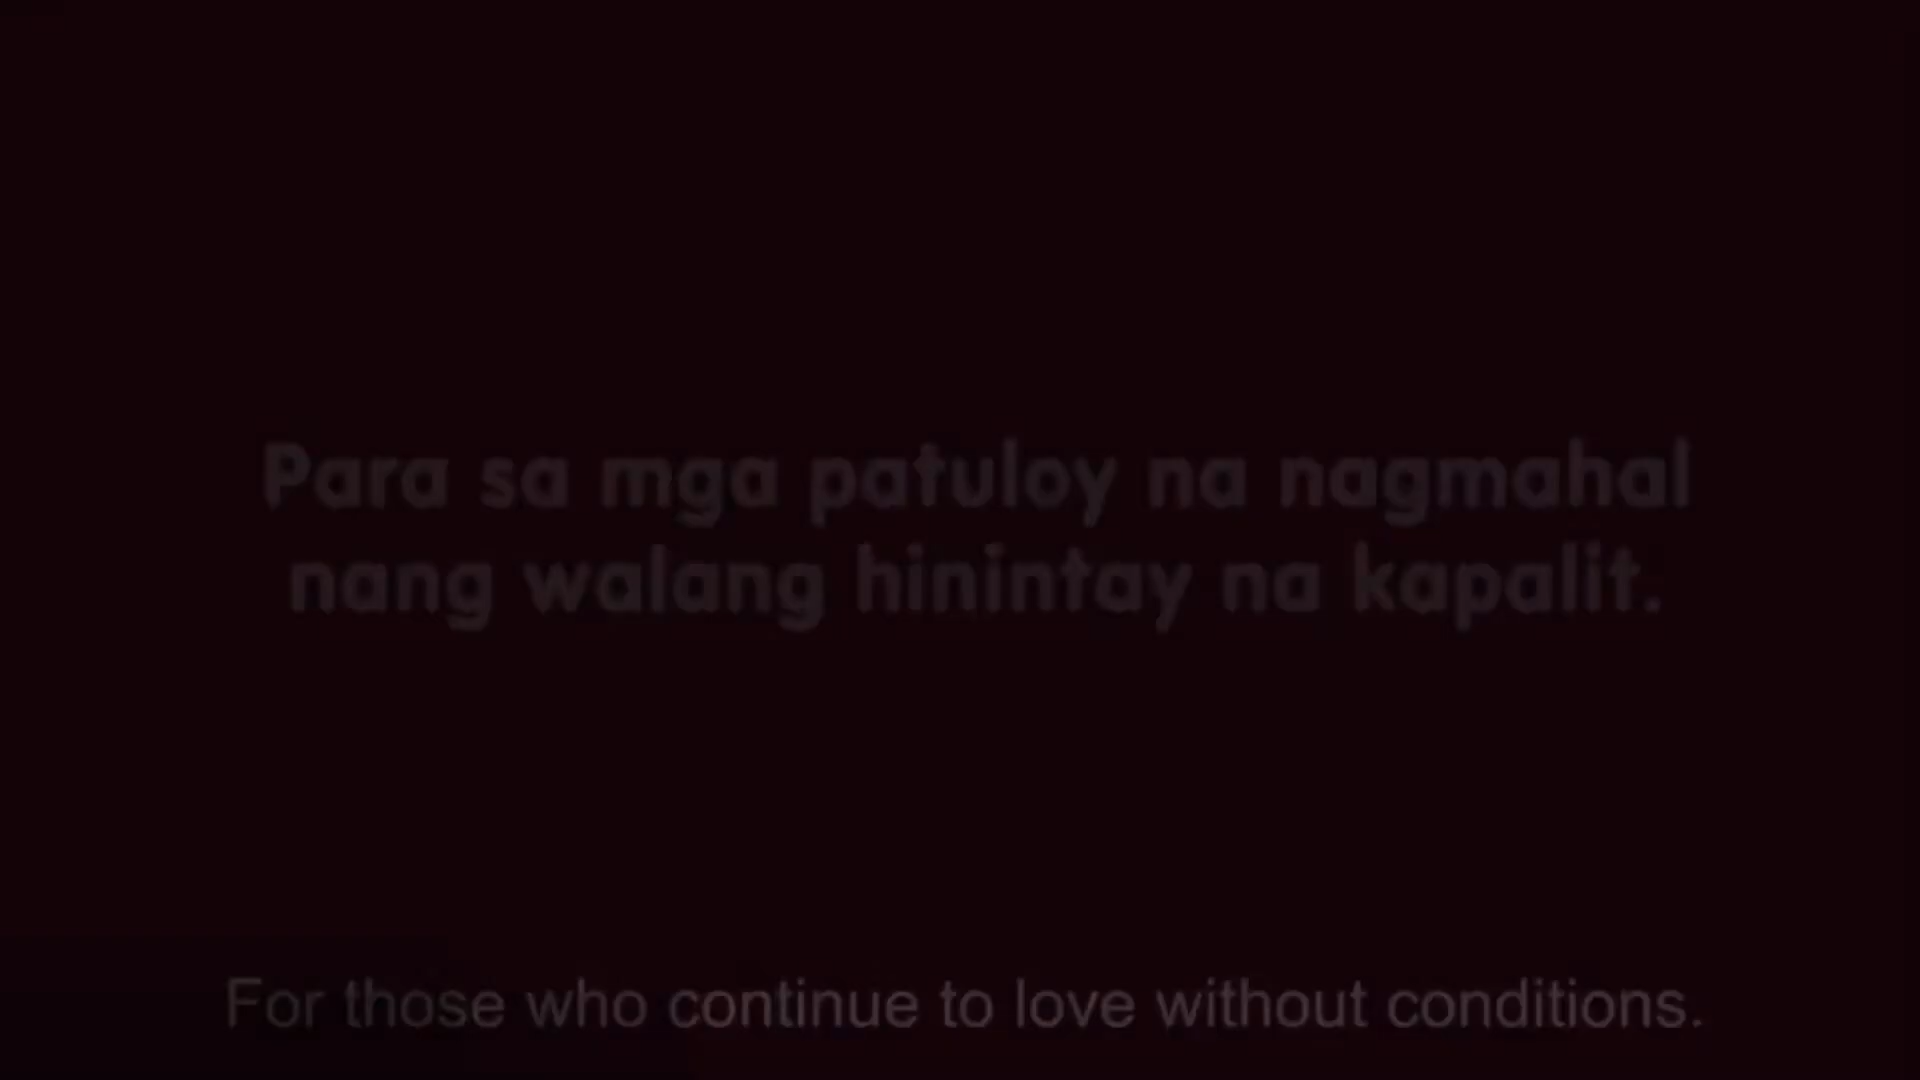 Para sa mga patuloy na nagmahal
nang walang hinintay na kapalit.
For those who continue to love without conditions.